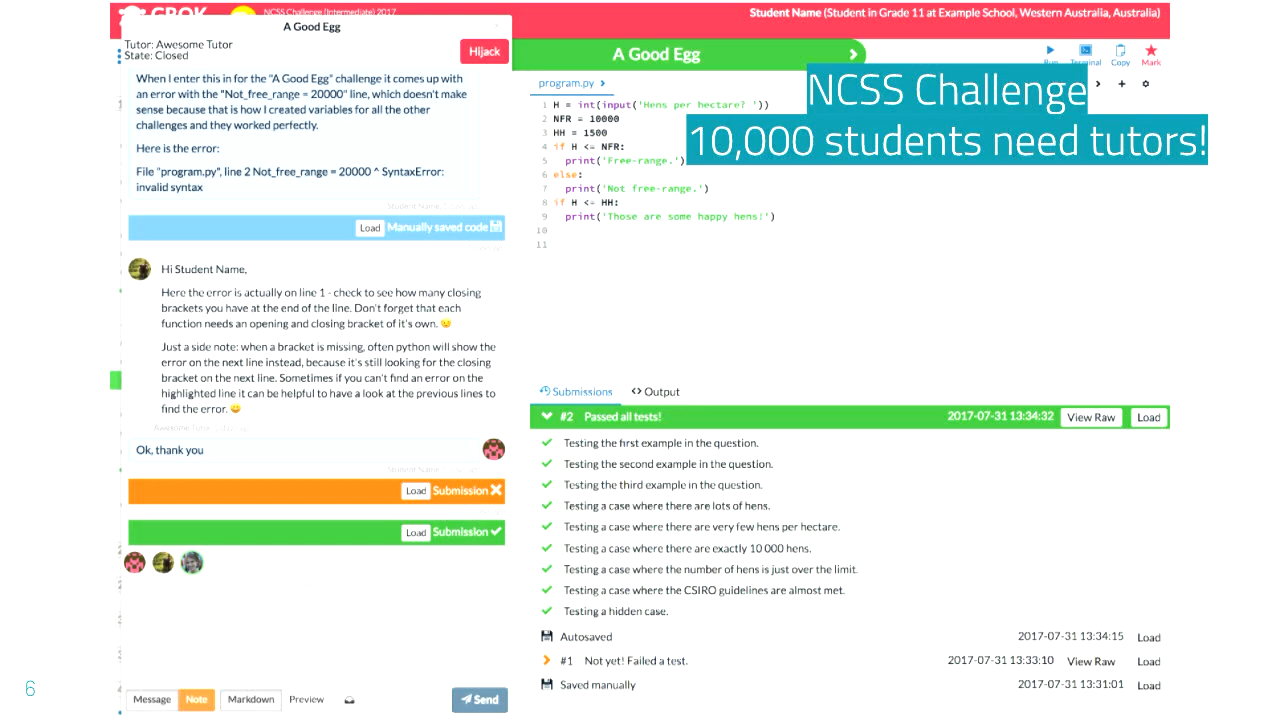 GROK
NCSS Challenge (Intermediate) 2017
Student Name (Student in Grade 11 at Example School, Western Australia, Australia)
A Good Egg
Tutor: Awesome Tutor
State: Closed
Hijack
When I enter this in for the "A Good Egg" challenge it comes up with
an error with the "Not_free_range = 20000" line, which doesn't make
sense because that is how I created variables for all the other
challenges and they worked perfectly.
Here is the error:
File "program.py", line 2 Not_free_range = 20000 ^ SyntaxError:
invalid syntax
Student Name
Load Manually saved code
Hi Student Name,
Here the error is actually on line 1 - check to see how many closing
brackets you have at the end of the line. Don't forget that each
function needs an opening and closing bracket of it's own.
Just a side note: when a bracket is missing, often python will show the
error on the next line instead, because it's still looking for the closing
bracket on the next line. Sometimes if you can't find an error on the
highlighted line it can be helpful to have a look at the previous lines to
find the error.
Awesome Tutor
Ok, thank you
Student Name
Load Submission
Load Submission
Message Note Markdown Preview Send
A Good Egg
Run Terminal Copy Mark
program.py
NCSS Challenge
10,000 students need tutors!
1 H = int(input('Hens per hectare? '))
2 NFR = 10000
3 HH = 1500
4 if H <= NFR:
5 print('Free-range.')
6 else:
7 print('Not free-range.')
8 if H <= HH:
9 print('Those are some happy hens!')
10
11
Submissions <> Output
#2 Passed all tests! 2017-07-31 13:34:32 View Raw Load
Testing the first example in the question.
Testing the second example in the question.
Testing the third example in the question.
Testing a case where there are lots of hens.
Testing a case where there are very few hens per hectare.
Testing a case where there are exactly 10 000 hens.
Testing a case where the number of hens is just over the limit.
Testing a case where the CSIRO guidelines are almost met.
Testing a hidden case.
Autosaved 2017-07-31 13:34:15 Load
#1 Not yet! Failed a test. 2017-07-31 13:33:10 View Raw Load
Saved manually 2017-07-31 13:31:01 Load
6